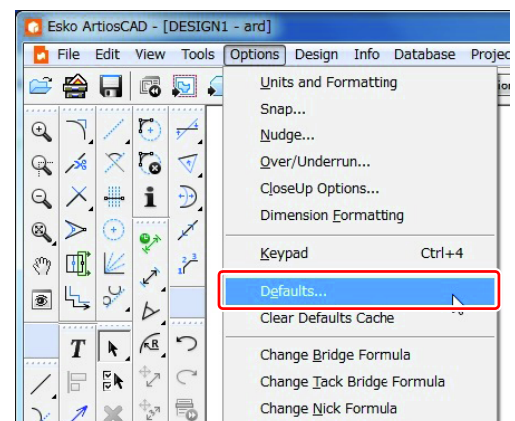 Esko ArtiosCAD - [DESIGN1 - ard]
File Edit View Tools Options Design Info Database Projec
Units and Formatting
Snap...
Nudge...
Over/Underrun...
CloseUp Options...
Dimension Formatting
Keypad Ctrl+4
Defaults...
Clear Defaults Cache
Change Bridge Formula
Change Tack Bridge Formula
Change Nick Formula